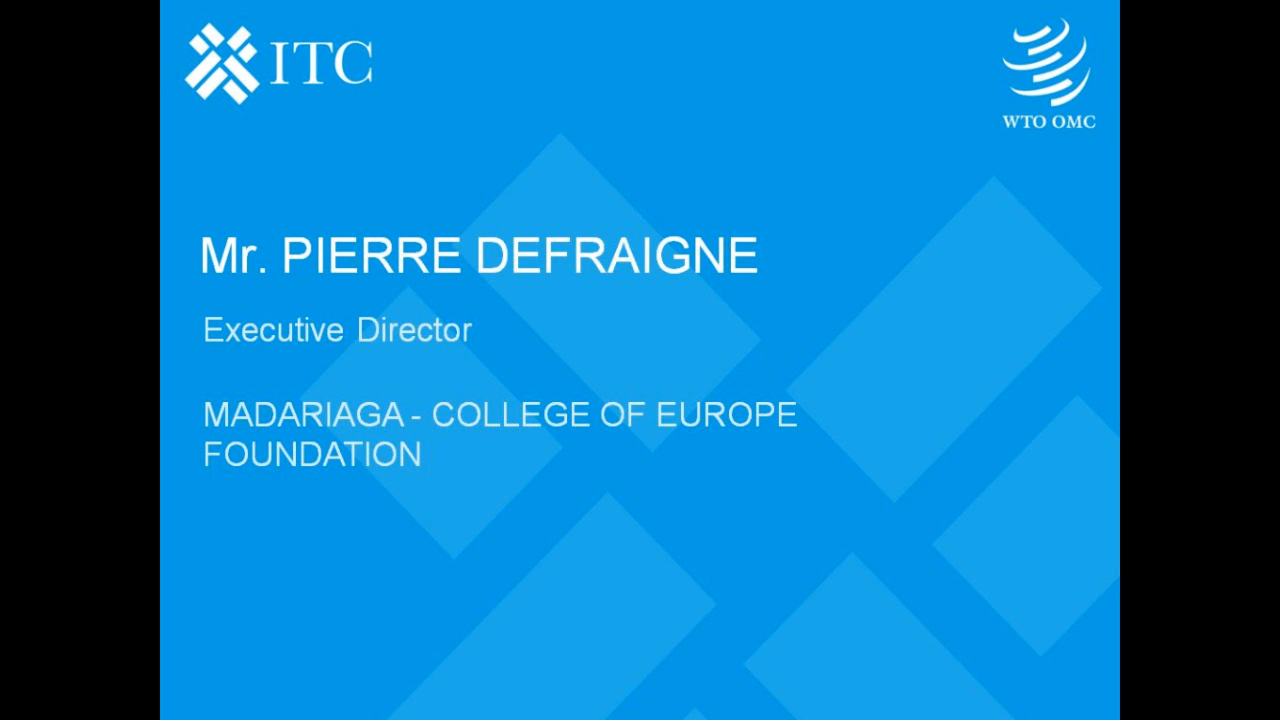 ITC
WTO OMC
Mr. PIERRE DEFRAIGNE
Executive Director
MADARIAGA - COLLEGE OF EUROPE
FOUNDATION